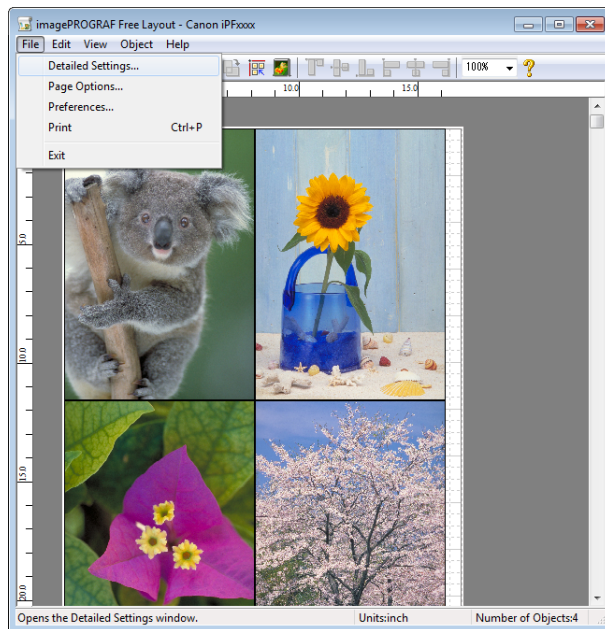 imagePROGRAF Free Layout - Canon iPFxxxx
File Edit View Object Help
Detailed Settings...
Page Options...
Preferences...
Print Ctrl+P
Exit
100%
10.0 15.0
5.0
10.0
15.0
20.0
Opens the Detailed Settings window. Units:inch Number of Objects:4